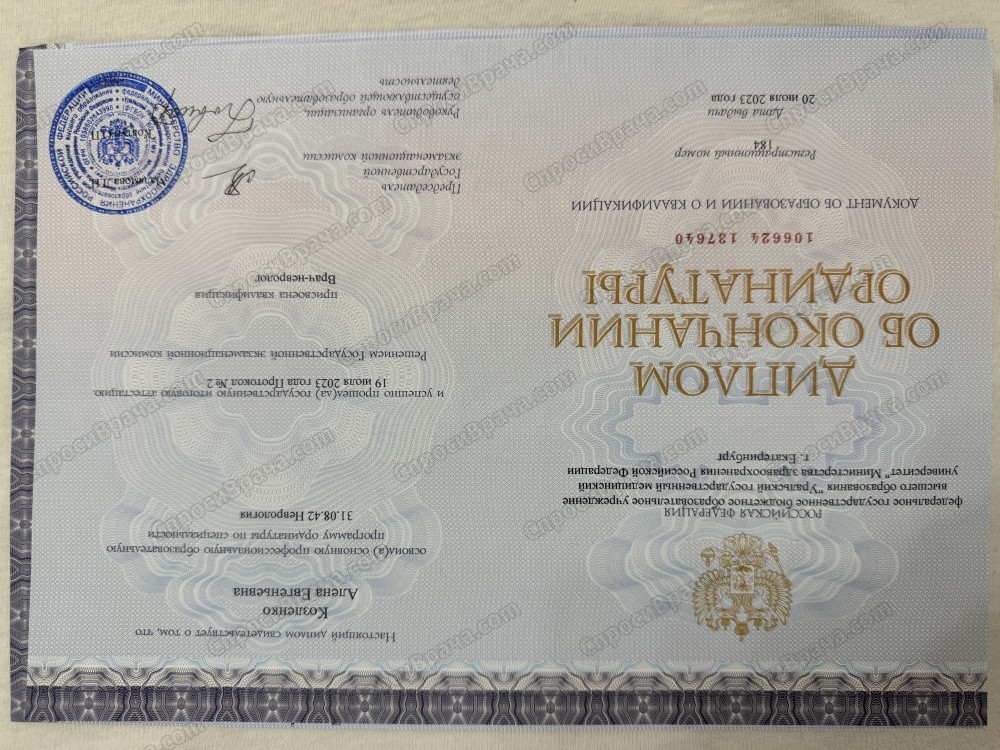 РОССИЙСКАЯ ФЕДЕРАЦИЯ
федеральное государственное бюджетное образовательное учреждение
высшего образования "Уральский государственный медицинский
университет" Министерства здравоохранения Российской Федерации
г. Екатеринбург
ДИПЛОМ
ОБ ОКОНЧАНИИ
ОРДИНАТУРЫ
106624 137640
ДОКУМЕНТ ОБ ОБРАЗОВАНИИ И О КВАЛИФИКАЦИИ
Регистрационный номер
184
Дата выдачи
20 июля 2023 года
Настоящий диплом свидетельствует о том, что
Козленко
Алена Евгеньевна
освоил(а) основную профессиональную образовательную
программу ординатуры по специальности
31.08.42 Неврология
и успешно прошел(ла) государственную итоговую аттестацию.
19 июля 2023 года Протокол № 2
Решением Государственной экзаменационной комиссии
присвоена квалификация
Врач-невролог
Председатель
Государственной
экзаменационной комиссии
Руководитель организации,
осуществляющей образовательную
деятельность
СпросиВрача.com